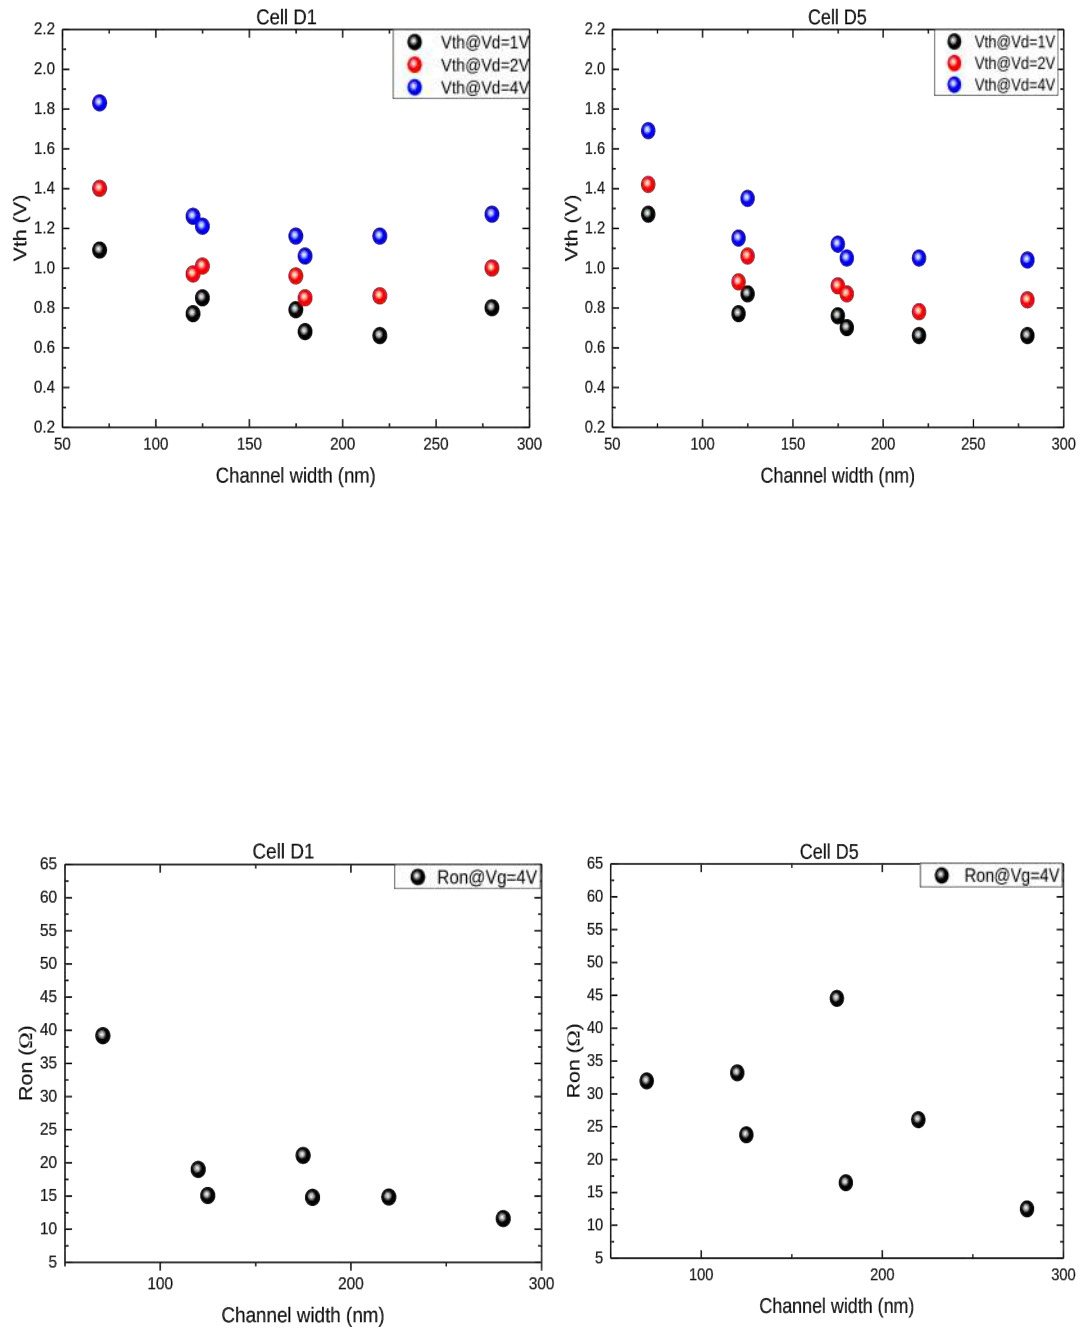 Cell D1
2.2
2.0
1.8
1.6
1.4
1.2
1.0
0.8
0.6
0.4
0.2
Vth (V)
Vth@Vd=1V
Vth@Vd=2V
Vth@Vd=4V
50 100 150 200 250 300
Channel width (nm)
Cell D5
2.2
2.0
1.8
1.6
1.4
1.2
1.0
0.8
0.6
0.4
0.2
Vth (V)
Vth@Vd=1V
Vth@Vd=2V
Vth@Vd=4V
50 100 150 200 250 300
Channel width (nm)
Cell D1
65
60
55
50
45
40
35
30
25
20
15
10
5
Ron (Ω)
Ron@Vg=4V
100 200 300
Channel width (nm)
Cell D5
65
60
55
50
45
40
35
30
25
20
15
10
5
Ron (Ω)
Ron@Vg=4V
100 200 300
Channel width (nm)